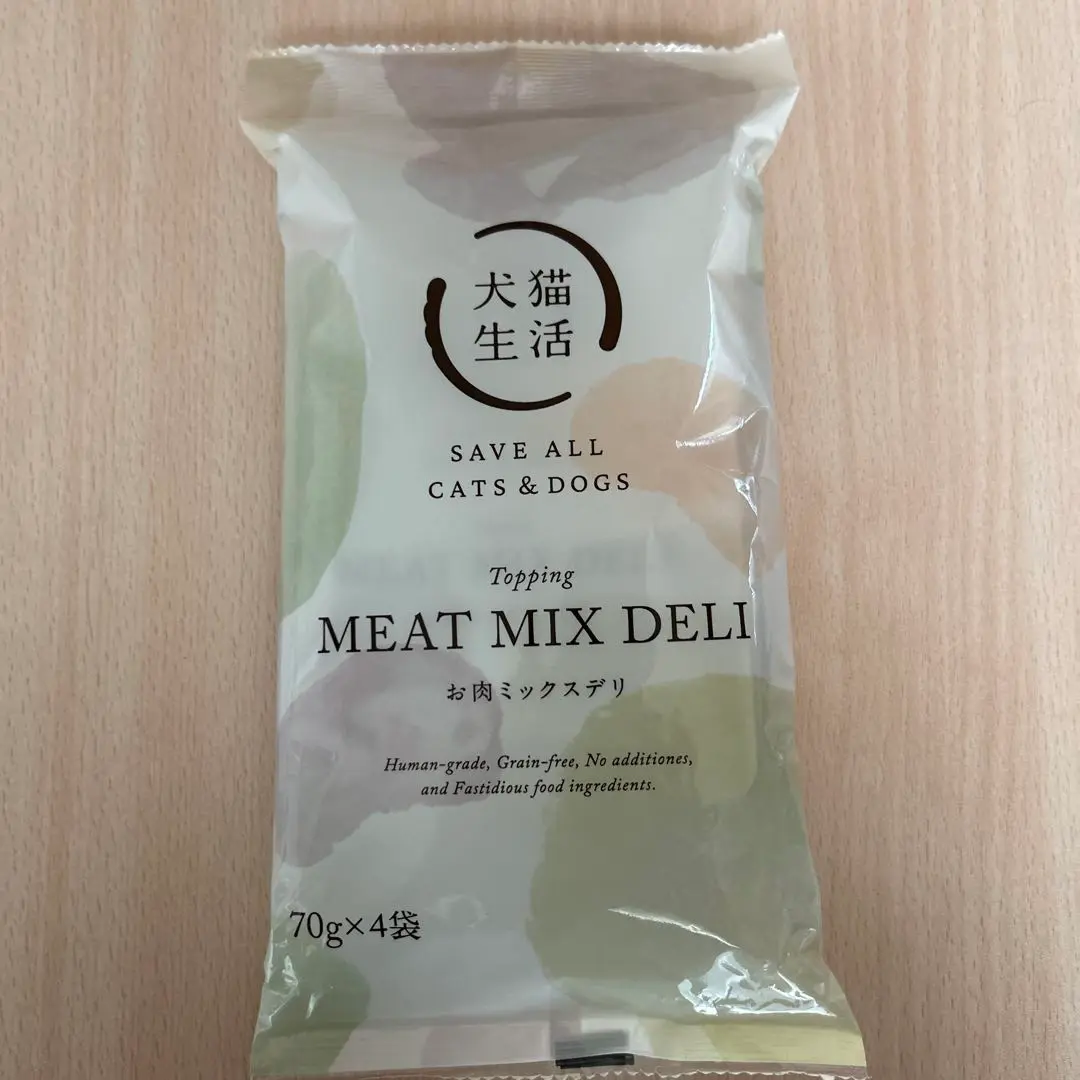 犬猫
生活
SAVE ALL
CATS & DOGS
Topping
MEAT MIX DELI
お肉ミックスデリ
Human-grade, Grain-free, No additiones,
and Fastidious food ingredients.
70g×4袋